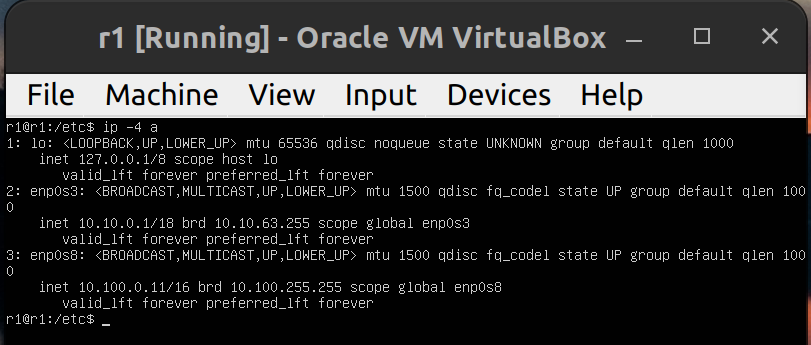 r1 [Running] - Oracle VM VirtualBox
File Machine View Input Devices Help
r1@r1:/etc$ ip -4 a
1: lo: <LOOPBACK,UP,LOWER_UP> mtu 65536 qdisc noqueue state UNKNOWN group default qlen 1000
    inet 127.0.0.1/8 scope host lo
       valid_lft forever preferred_lft forever
2: enp0s3: <BROADCAST,MULTICAST,UP,LOWER_UP> mtu 1500 qdisc fq_codel state UP group default qlen 100
0
    inet 10.10.0.1/18 brd 10.10.63.255 scope global enp0s3
       valid_lft forever preferred_lft forever
3: enp0s8: <BROADCAST,MULTICAST,UP,LOWER_UP> mtu 1500 qdisc fq_codel state UP group default qlen 100
0
    inet 10.100.0.11/16 brd 10.100.255.255 scope global enp0s8
       valid_lft forever preferred_lft forever
r1@r1:/etc$ _